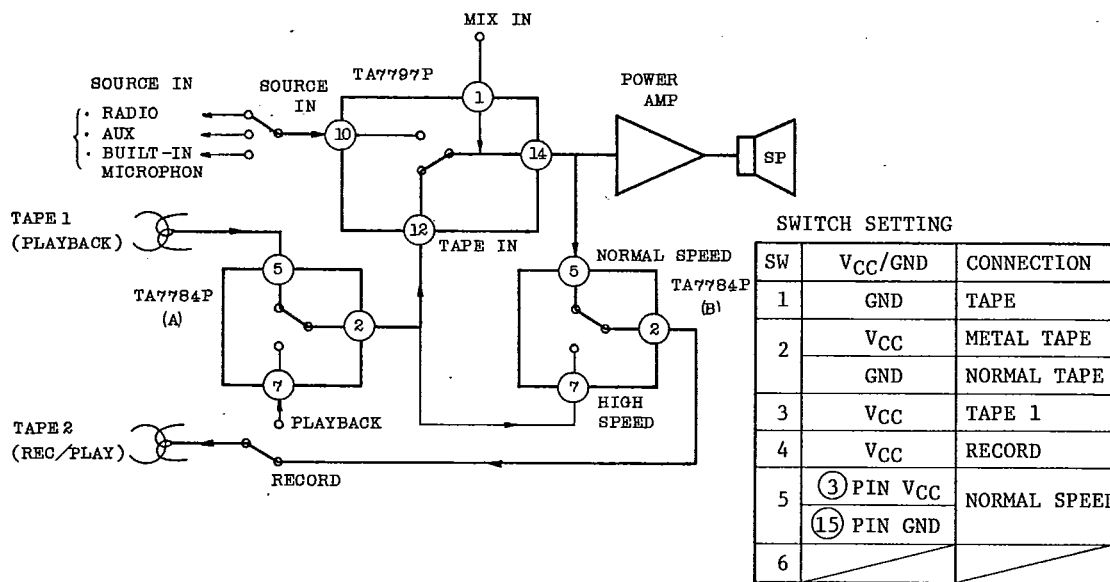 MIX IN
TA7797P
SOURCE IN
SOURCE
IN
POWER
AMP
1
· RADIO
· AUX
· BUILT-IN
MICROPHON
10
14
SP
12
TAPE IN
TAPE 1
(PLAYBACK)
5
TA7784P
(A)
2
7
PLAYBACK
5
NORMAL SPEED
TA7784P
(B)
2
7
HIGH
SPEED
TAPE 2
(REC/PLAY)
RECORD
SWITCH SETTING
SW VCC/GND CONNECTION
1 GND TAPE
2 VCC METAL TAPE
GND NORMAL TAPE
3 VCC TAPE 1
4 VCC RECORD
5 3 PIN VCC NORMAL SPEED
15 PIN GND
6